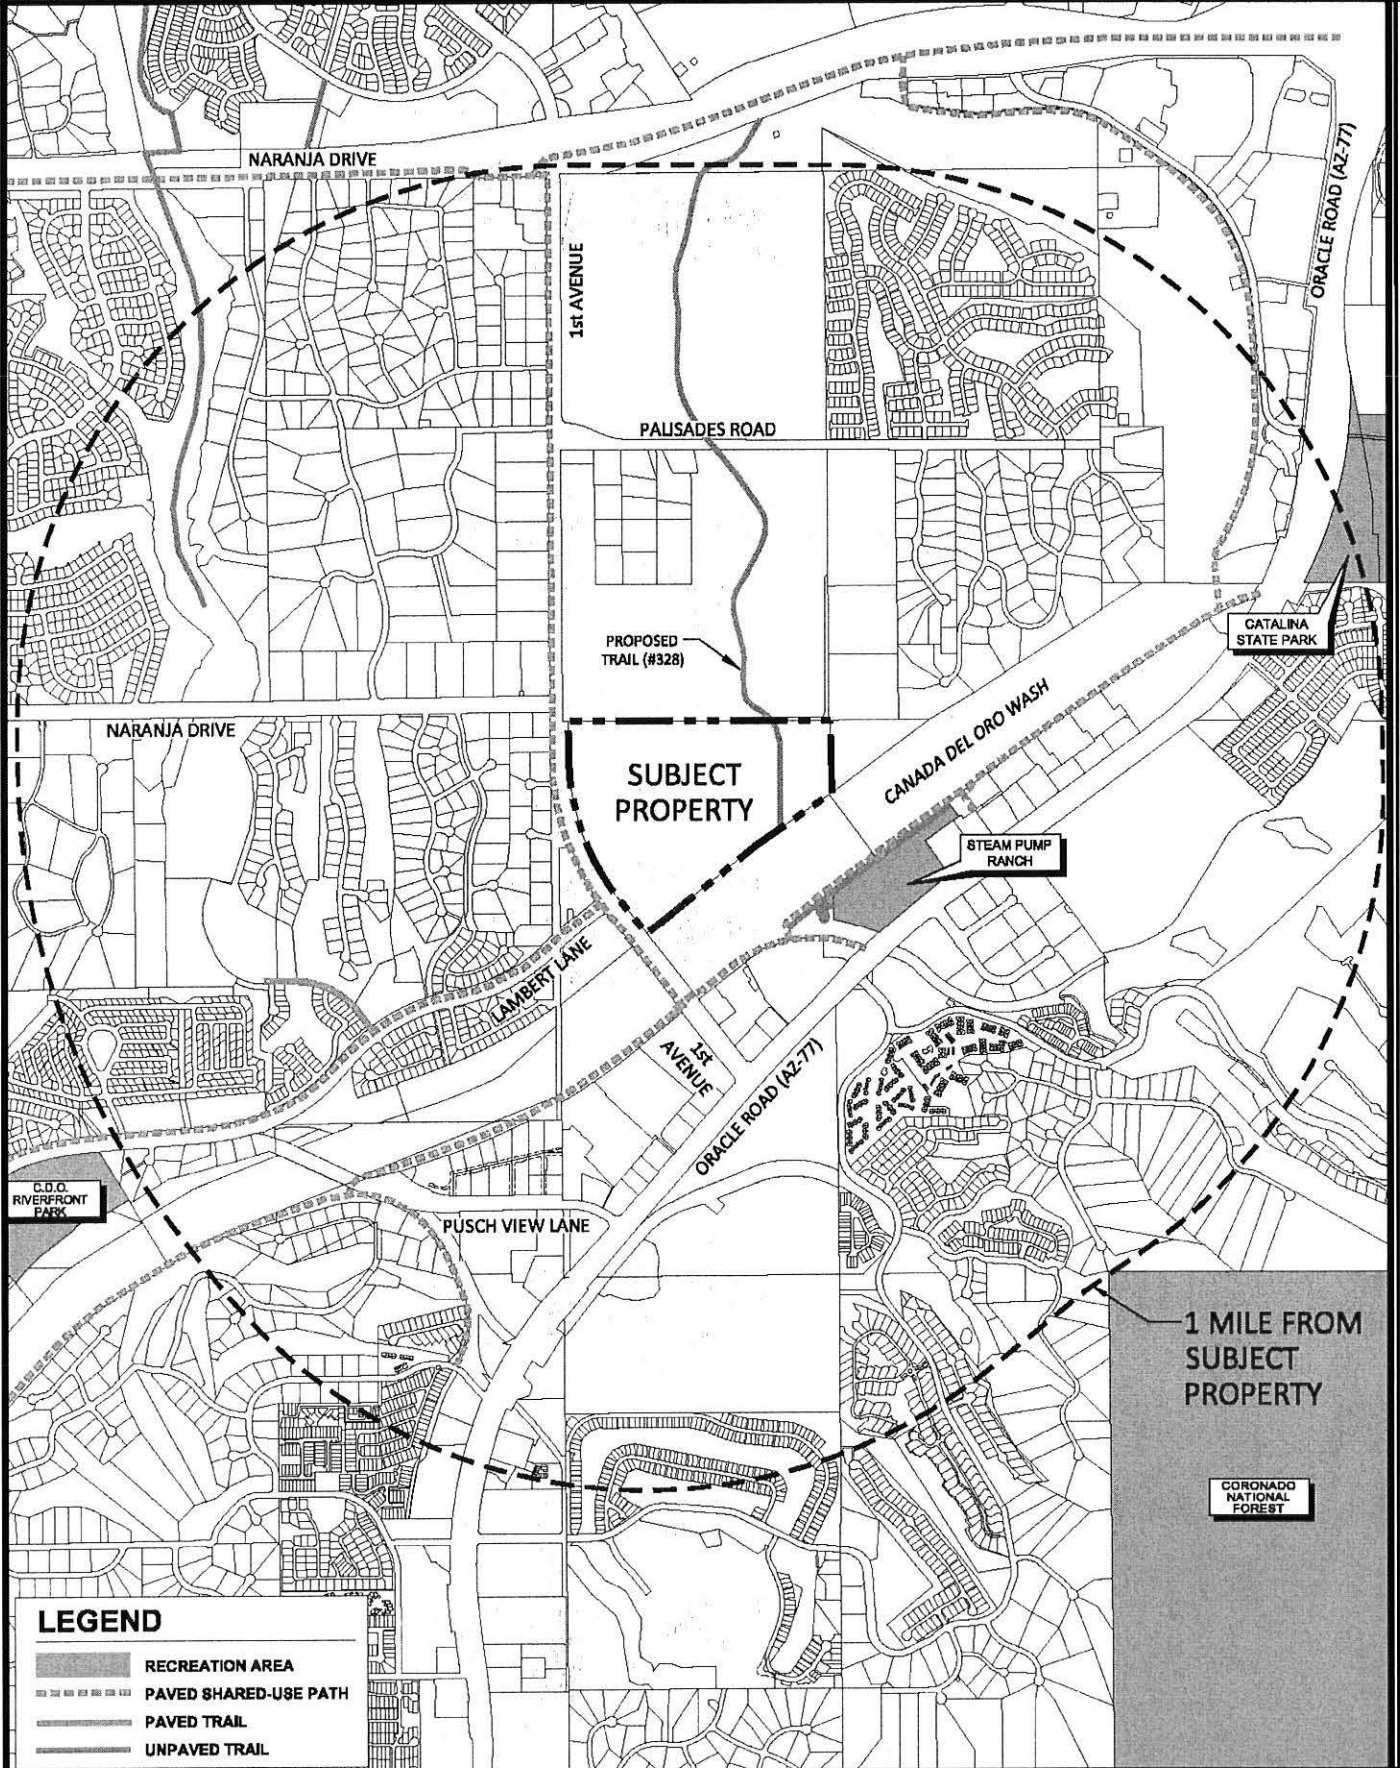 NARANJA DRIVE
ORACLE ROAD (AZ-77)
1st AVENUE
PALISADES ROAD
PROPOSED
TRAIL (#328)
CATALINA
STATE PARK
NARANJA DRIVE
CANADA DEL ORO WASH
SUBJECT
PROPERTY
STEAM PUMP
RANCH
LAMBERT LANE
1st
AVENUE
ORACLE ROAD (AZ-77)
C.D.O.
RIVERFRONT
PARK
PUSCH VIEW LANE
1 MILE FROM
SUBJECT
PROPERTY
CORONADO
NATIONAL
FOREST
LEGEND
RECREATION AREA
PAVED SHARED-USE PATH
PAVED TRAIL
UNPAVED TRAIL